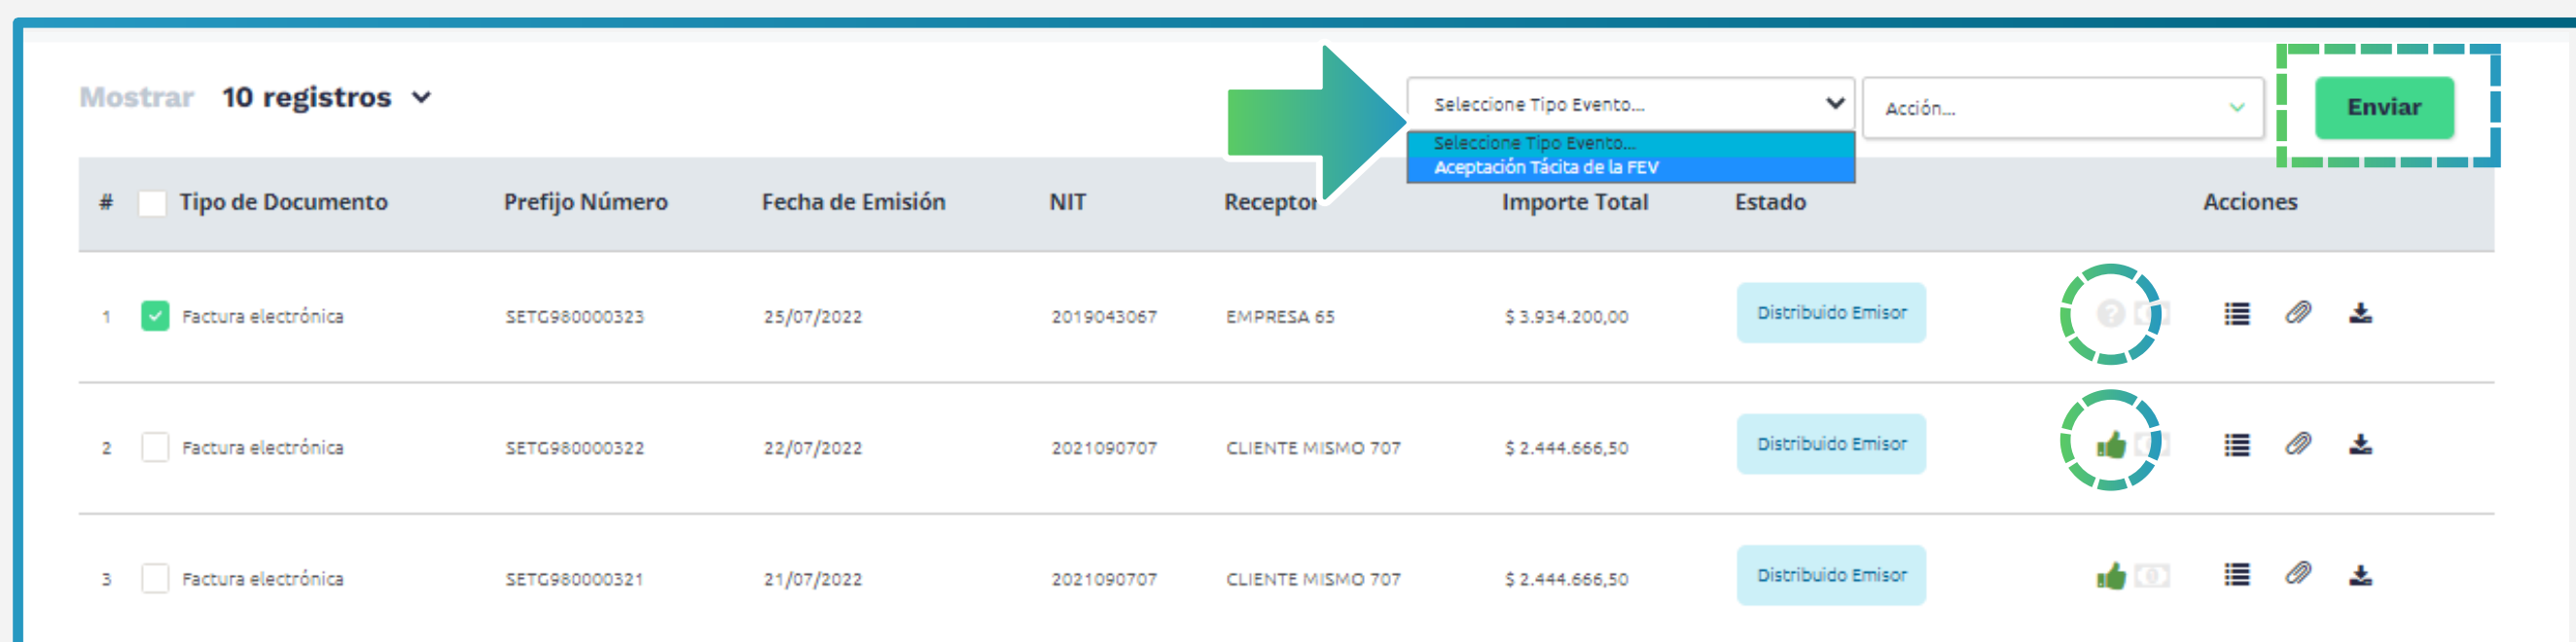 Mostrar 10 registros
Seleccione Tipo Evento... Acción... Enviar
Seleccione Tipo Evento...
Aceptación Tácita de la FEV
# Tipo de Documento Prefijo Número Fecha de Emisión NIT Receptor Importe Total Estado Acciones
1 Factura electrónica SETG980000323 25/07/2022 2019043067 EMPRESA 65 $ 3.934.200,00 Distribuido Emisor
2 Factura electrónica SETG980000322 22/07/2022 2021090707 CLIENTE MISMO 707 $ 2.444.666,50 Distribuido Emisor
3 Factura electrónica SETG980000321 21/07/2022 2021090707 CLIENTE MISMO 707 $ 2.444.666,50 Distribuido Emisor